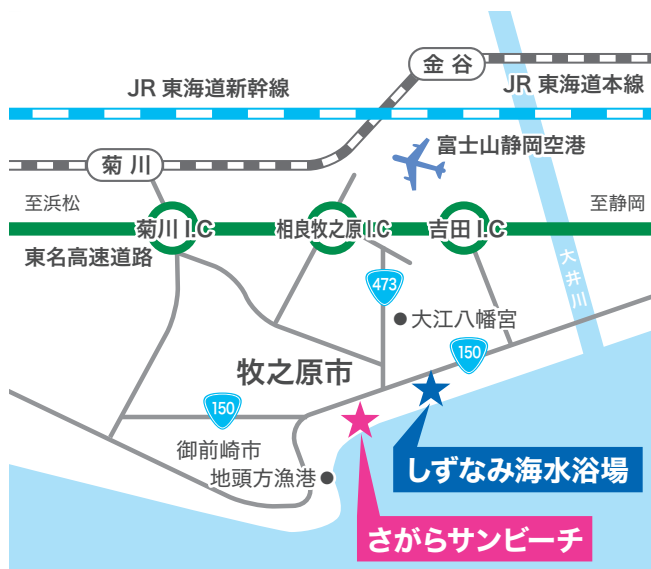 金谷
JR 東海道新幹線
JR 東海道本線
富士山静岡空港
菊川
至浜松
至静岡
菊川 I.C
相良牧之原 I.C
吉田 I.C
東名高速道路
大井川
473
大江八幡宮
150
牧之原市
150
御前崎市
地頭方漁港
しずなみ海水浴場
さがらサンビーチ